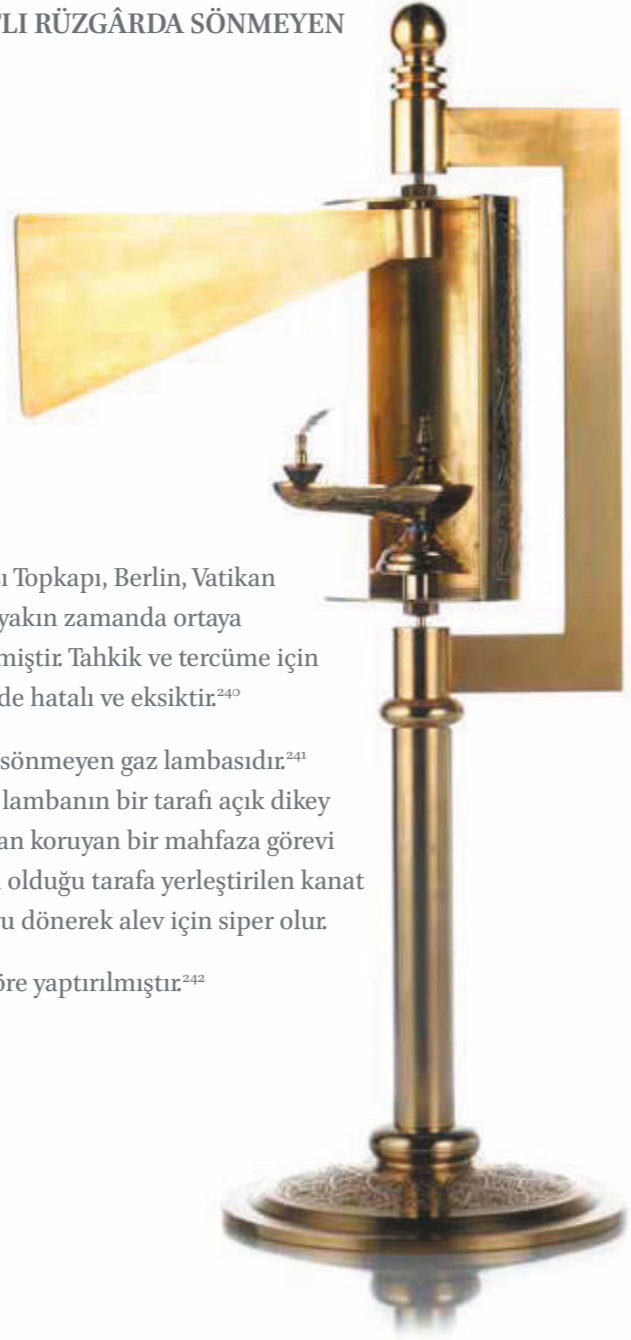 TLI RÜZGÂRDA SÖNMEYEN
Topkapı, Berlin, Vatikan
yakın zamanda ortaya
miştir. Tahkik ve tercüme için
de hatalı ve eksiktir.²⁴⁰
sönmeyen gaz lambasıdır.²⁴¹
lambanın bir tarafı açık dikey
an koruyan bir mahfaza görevi
olduğu tarafa yerleştirilen kanat
u dönerek alev için siper olur.
öre yaptırılmıştır.²⁴²